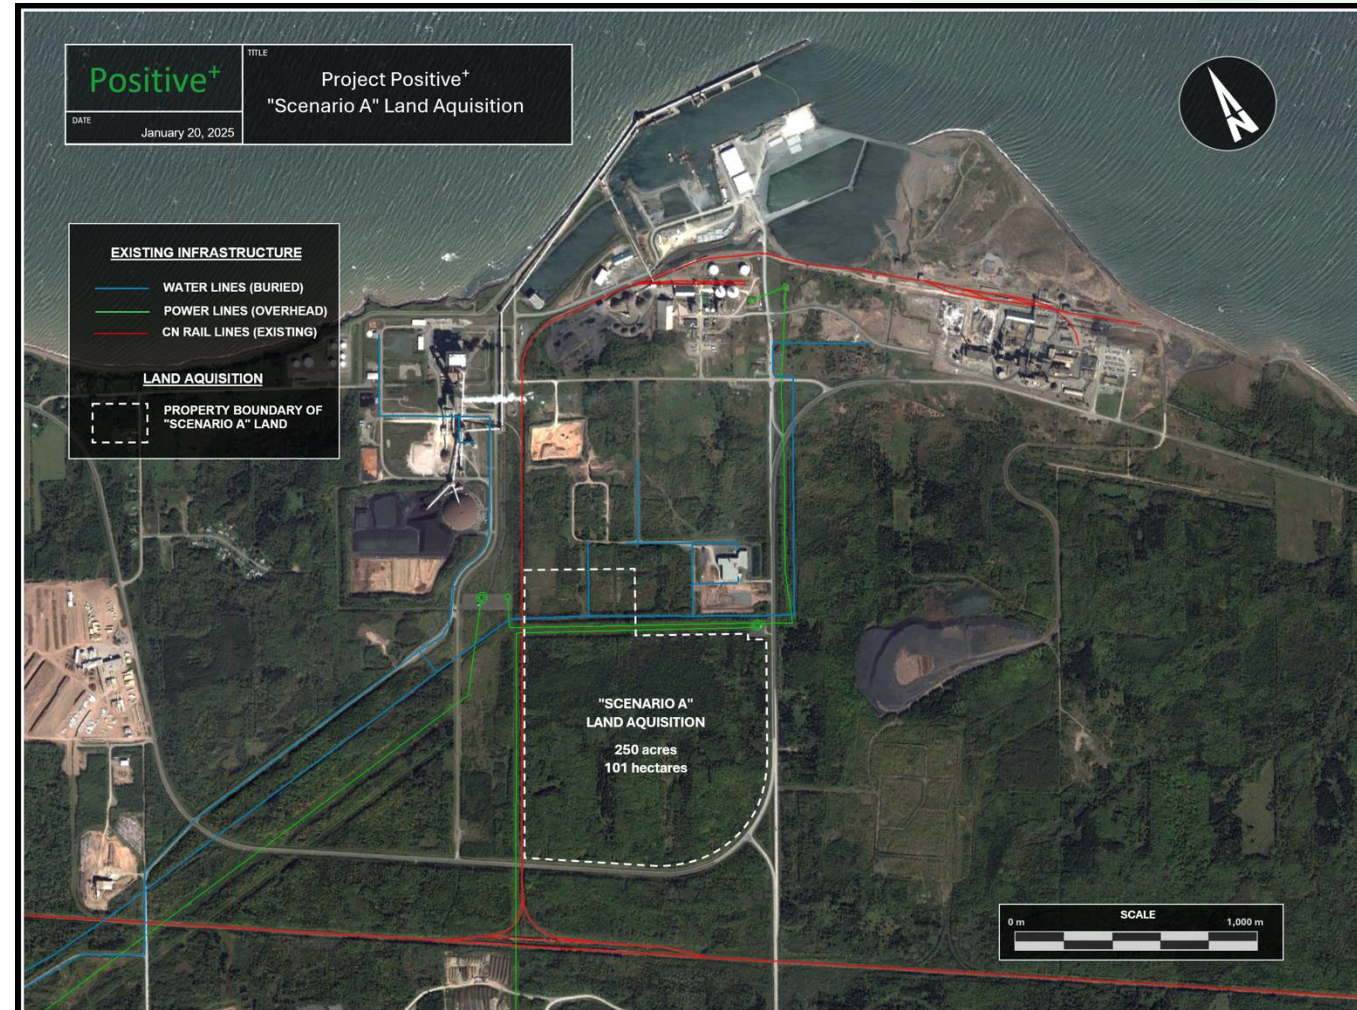 Positive+
DATE
January 20, 2025
TITLE
Project Positive+
"Scenario A" Land Aquisition
N
EXISTING INFRASTRUCTURE
WATER LINES (BURIED)
POWER LINES (OVERHEAD)
CN RAIL LINES (EXISTING)
LAND AQUISITION
PROPERTY BOUNDARY OF
"SCENARIO A" LAND
"SCENARIO A"
LAND AQUISITION
250 acres
101 hectares
SCALE
0 m
1,000 m